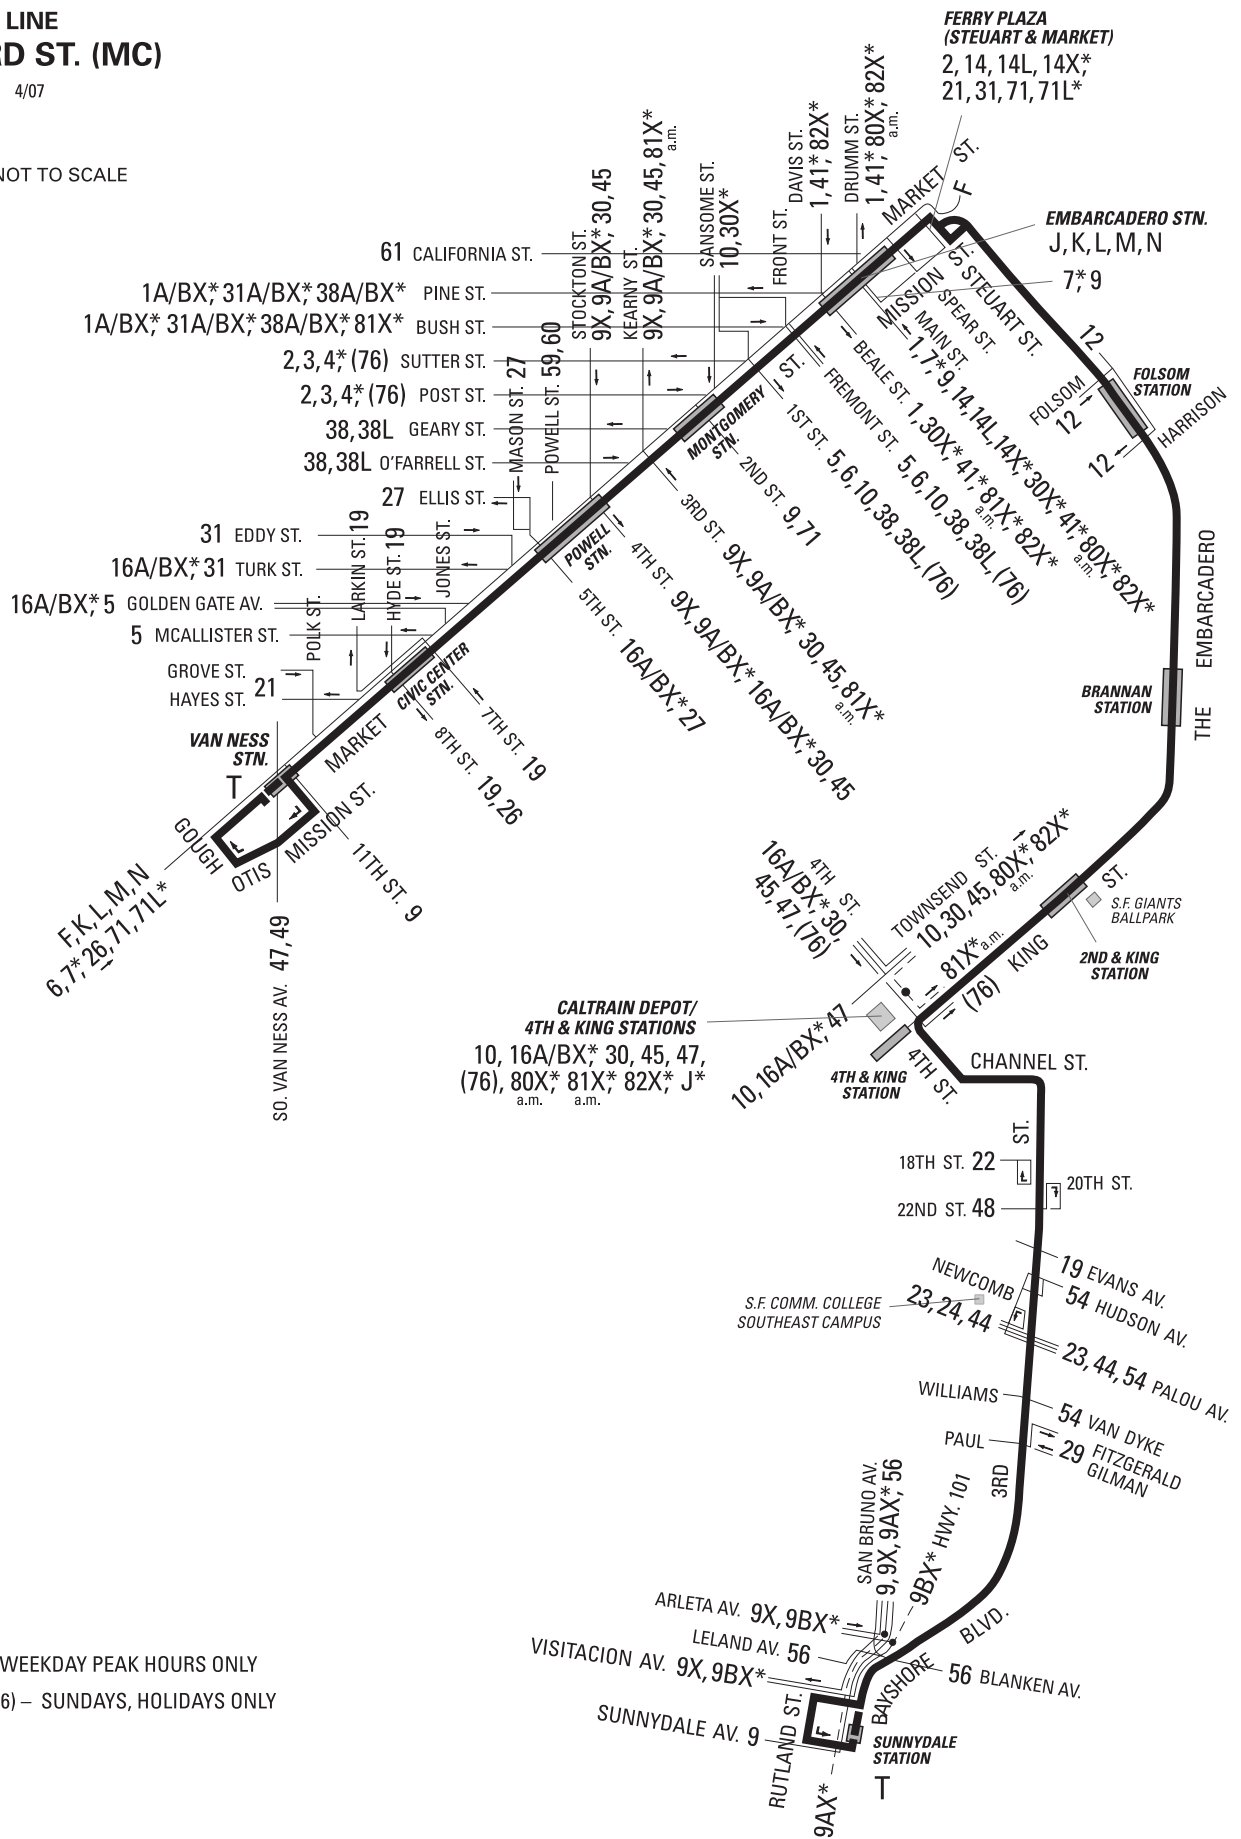 LINE
RD ST. (MC)
4/07
NOT TO SCALE
FERRY PLAZA
(STEUART & MARKET)
2, 14, 14L, 14X*,
21, 31, 71, 71L*
DAVIS ST.
1, 41* 82X*
DRUMM ST.
1, 41* 80X*, 82X*
a.m.
MARKET ST.
F
EMBARCADERO STN.
J, K, L, M, N
7*, 9
STOCKTON ST.
9X, 9A/BX*, 30, 45
KEARNY ST.
9X, 9A/BX*, 30, 45, 81X*
a.m.
SANSOME ST.
10, 30X*
FRONT ST.
61 CALIFORNIA ST.
1A/BX*, 31A/BX*, 38A/BX* PINE ST.
1A/BX*, 31A/BX*, 38A/BX*, 81X* BUSH ST.
2, 3, 4* (76) SUTTER ST.
2, 3, 4*, (76) POST ST.
38, 38L GEARY ST.
38, 38L O'FARRELL ST.
MASON ST. 27
POWELL ST. 59, 60
27 ELLIS ST.
31 EDDY ST.
16A/BX*, 31 TURK ST.
16A/BX*, 5 GOLDEN GATE AV.
5 MCALLISTER ST.
GROVE ST.
21
HAYES ST.
POLK ST.
LARKIN ST. 19
HYDE ST. 19
JONES ST.
MISSION
ST. STEUART ST.
SPEAR ST.
MAIN ST.
1, 7*, 9, 14, 14L, 14X*, 30X*, 41*, 80X*, 82X*
a.m.
BEALE ST. 1, 30X*, 41*, 81X*, 82X*
a.m.
FREMONT ST. 5, 6, 10, 38, 38L, (76)
ST.
1ST ST. 5, 6, 10, 38, 38L, (76)
MONTGOMERY
STN.
2ND ST. 9, 71
3RD ST. 9X, 9A/BX*, 30, 45, 81X*
a.m.
POWELL
STN.
4TH ST. 9X, 9A/BX*, 16A/BX*, 30, 45
5TH ST. 16A/BX*, 27
CIVIC CENTER
STN.
7TH ST. 19
8TH ST. 19, 26
MARKET
12
FOLSOM
STATION
FOLSOM
12
HARRISON
12
THE EMBARCADERO
BRANNAN
STATION
VAN NESS
STN.
T
GOUGH
OTIS
MISSION ST.
11TH ST. 9
F, K, L, M, N
6, 7*, 26, 71, 71L*
SO. VAN NESS AV. 47, 49
4TH ST.
16A/BX*, 30,
45, 47, (76)
TOWNSEND ST.
10, 30, 45, 80X*, 82X*
a.m.
81X* a.m.
(76)
KING ST.
S.F. GIANTS
BALLPARK
2ND & KING
STATION
CALTRAIN DEPOT/
4TH & KING STATIONS
10, 16A/BX*, 30, 45, 47,
(76), 80X*, 81X*, 82X*, J*
a.m. a.m.
10, 16A/BX*, 47
4TH & KING
STATION
4TH ST.
CHANNEL ST.
ST.
18TH ST. 22
20TH ST.
22ND ST. 48
19 EVANS AV.
NEWCOMB
54 HUDSON AV.
S.F. COMM. COLLEGE
SOUTHEAST CAMPUS
23, 24, 44
23, 44, 54 PALOU AV.
WILLIAMS
54 VAN DYKE
PAUL
29 FITZGERALD
GILMAN
3RD
SAN BRUNO AV.
9, 9X, 9AX*, 56
9BX* HWY. 101
ARLETA AV. 9X, 9BX*
LELAND AV. 56
VISITACION AV. 9X, 9BX*
BAYSHORE BLVD.
56 BLANKEN AV.
SUNNYDALE AV. 9
RUTLAND ST.
SUNNYDALE
STATION
T
9AX*
WEEKDAY PEAK HOURS ONLY
6) – SUNDAYS, HOLIDAYS ONLY